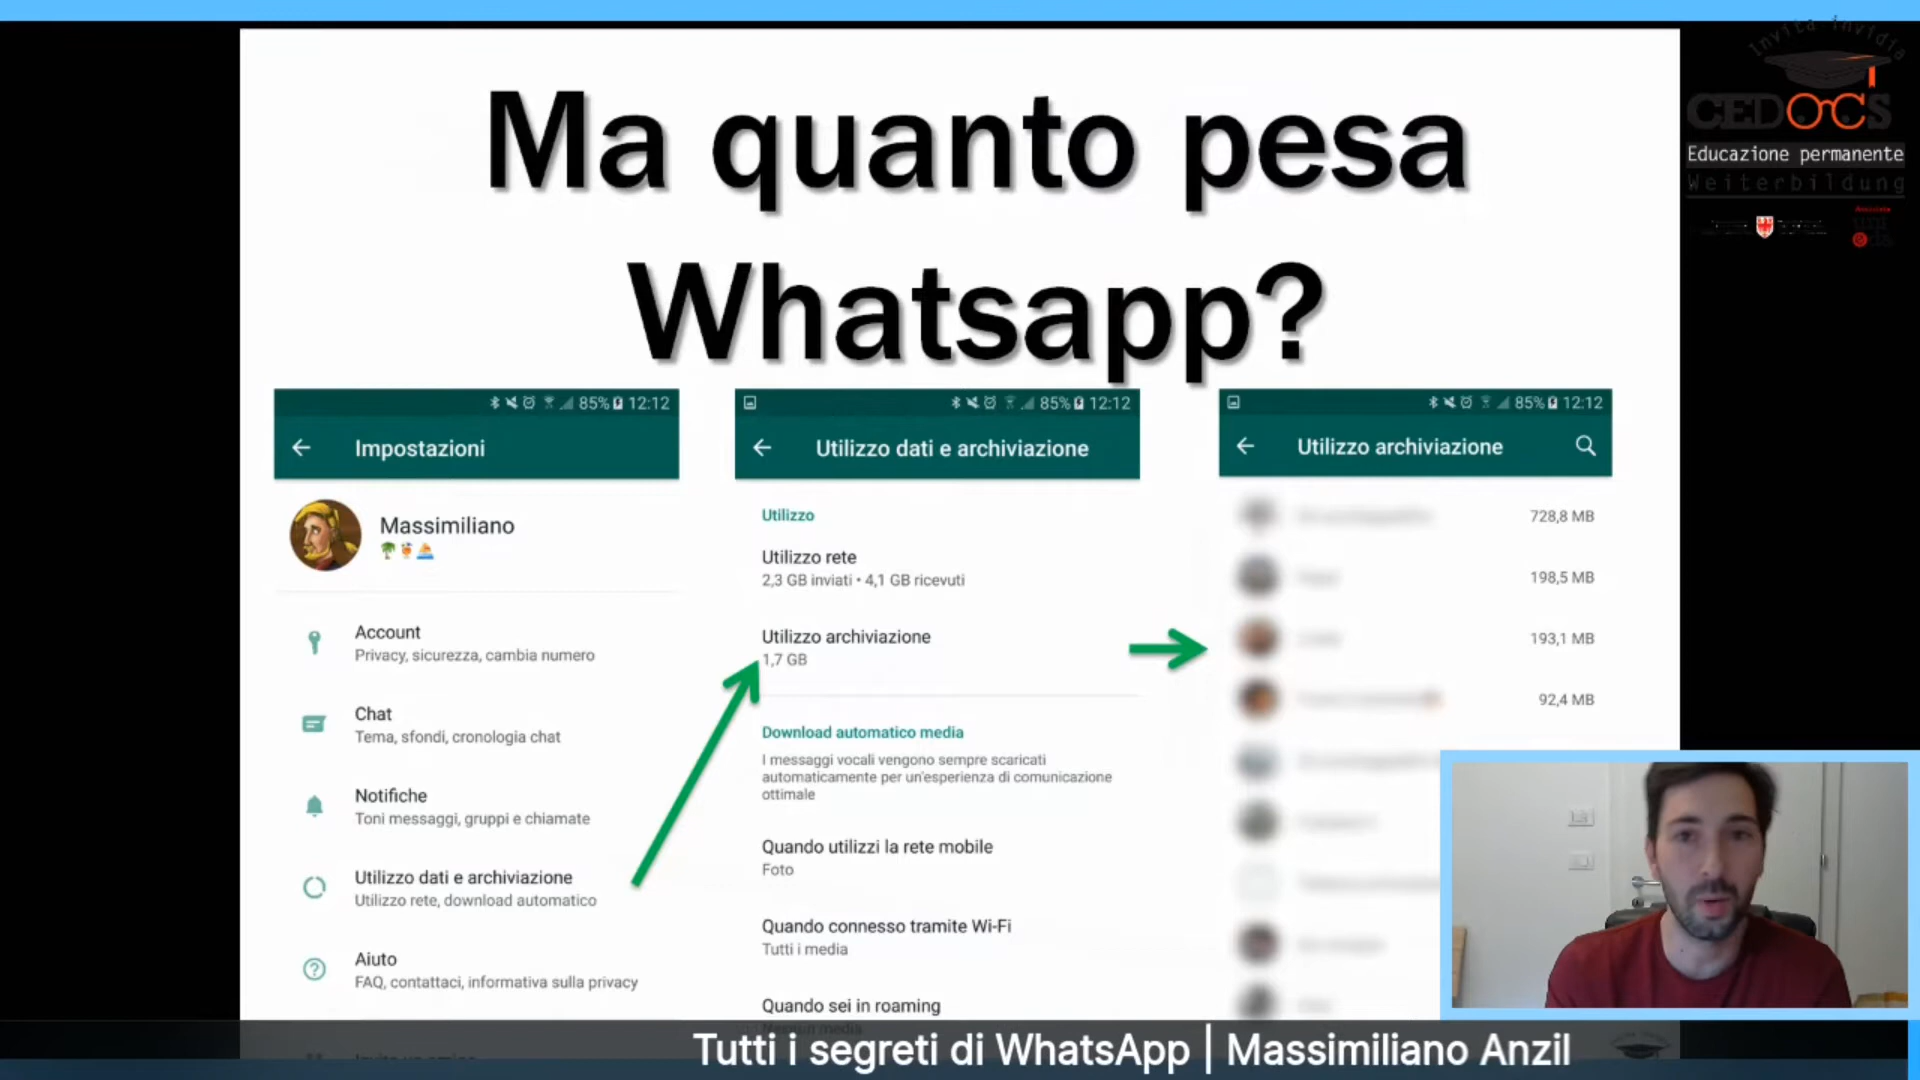 Invita invidia
CEDOCS
Educazione permanente
Weiterbildung
Ma quanto pesa
Whatsapp?
85% 12:12
Impostazioni
Massimiliano
Account
Privacy, sicurezza, cambia numero
Chat
Tema, sfondi, cronologia chat
Notifiche
Toni messaggi, gruppi e chiamate
Utilizzo dati e archiviazione
Utilizzo rete, download automatico
Aiuto
FAQ, contattaci, informativa sulla privacy
85% 12:12
Utilizzo dati e archiviazione
Utilizzo
Utilizzo rete
2,3 GB inviati • 4,1 GB ricevuti
Utilizzo archiviazione
1,7 GB
Download automatico media
I messaggi vocali vengono sempre scaricati
automaticamente per un'esperienza di comunicazione
ottimale
Quando utilizzi la rete mobile
Foto
Quando connesso tramite Wi-Fi
Tutti i media
Quando sei in roaming
Nessun media
85% 12:12
Utilizzo archiviazione
728,8 MB
198,5 MB
193,1 MB
92,4 MB
Tutti i segreti di WhatsApp | Massimiliano Anzil